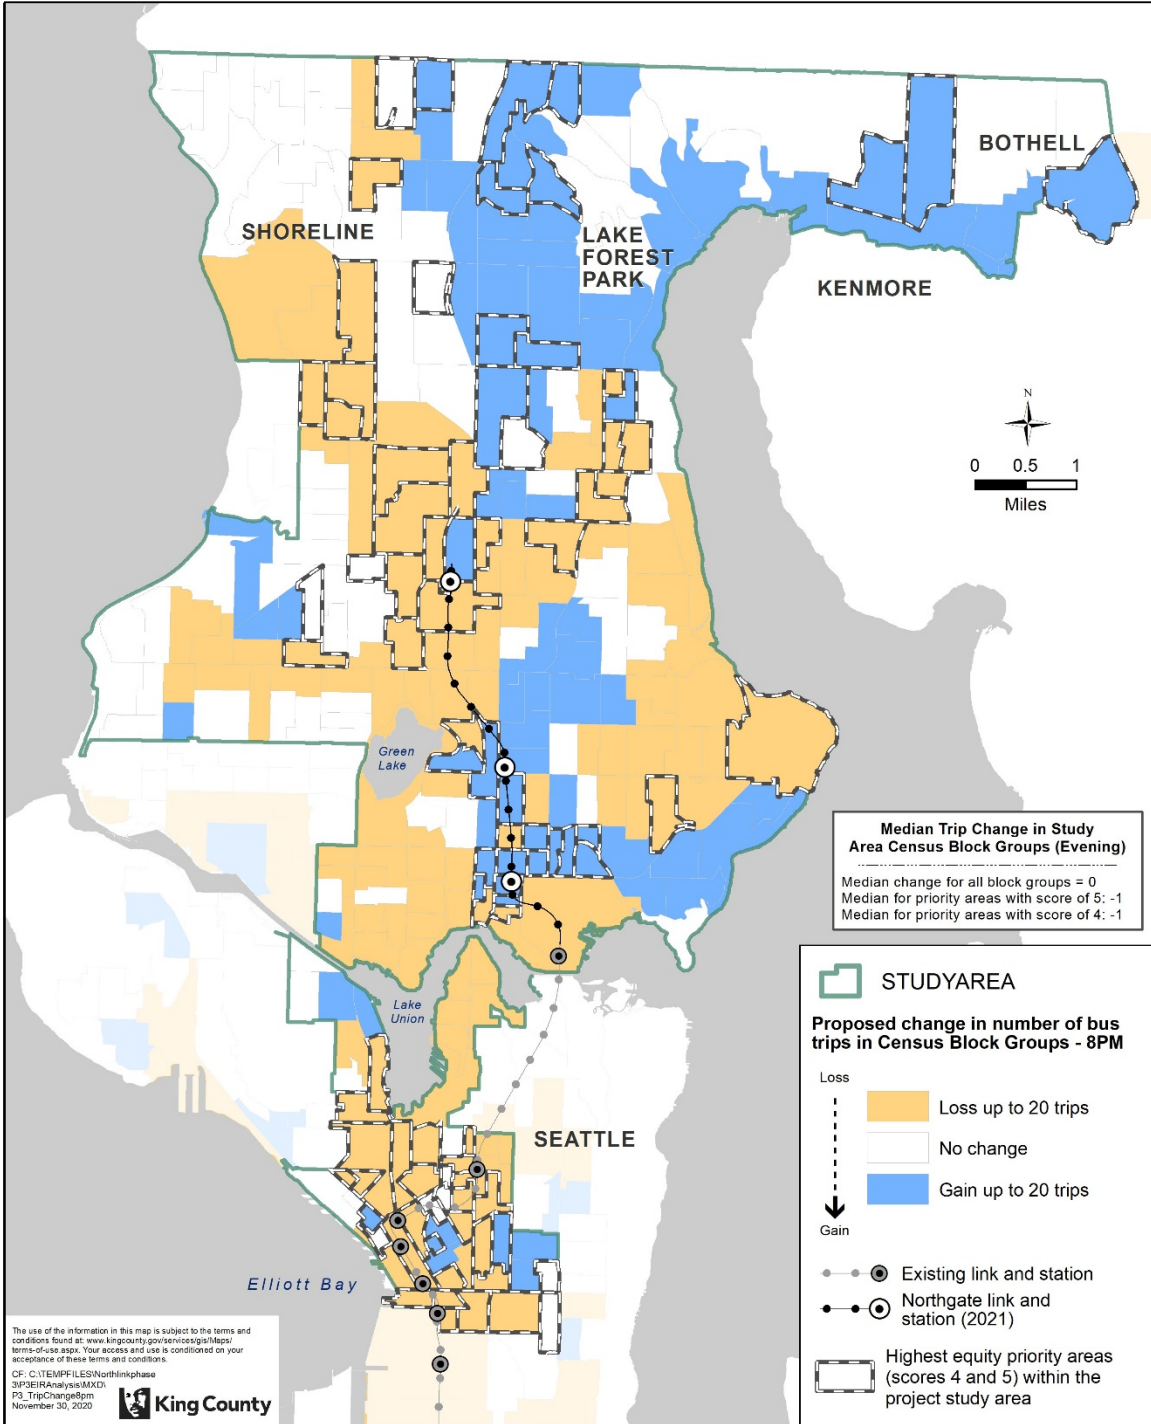 BOTHELL
SHORELINE
LAKE
FOREST
PARK
KENMORE
N
0 0.5 1
Miles
Green
Lake
Median Trip Change in Study
Area Census Block Groups (Evening)
Median change for all block groups = 0
Median for priority areas with score of 5: -1
Median for priority areas with score of 4: -1
STUDYAREA
Proposed change in number of bus
trips in Census Block Groups - 8PM
Loss
Loss up to 20 trips
No change
Gain up to 20 trips
Gain
Existing link and station
Northgate link and
station (2021)
Highest equity priority areas
(scores 4 and 5) within the
project study area
Lake
Union
SEATTLE
Elliott Bay
The use of the information in this map is subject to the terms and
conditions found at: www.kingcounty.gov/services/gis/Maps/
terms-of-use.aspx. Your access and use is conditioned on your
acceptance of these terms and conditions.
CF: C:\TEMPFILES\Northlinkphase
3\P3EIRAnalysis\MXD\
P3_TripChange8pm
November 30, 2020
King County